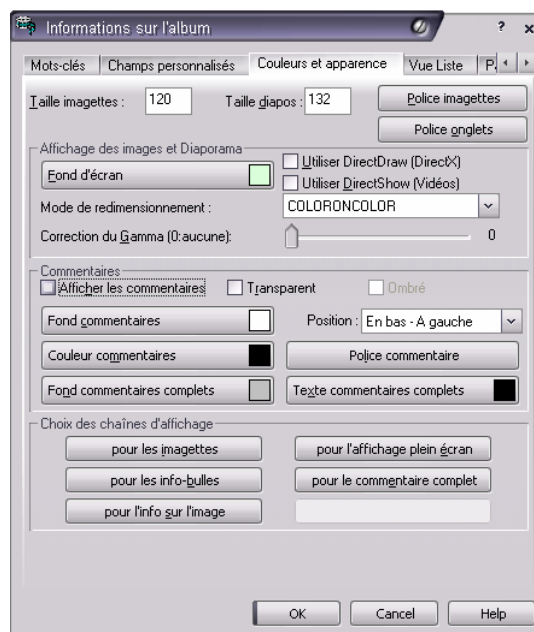 Informations sur l'album
Mots-clés Champs personnalisés Couleurs et apparence Vue Liste
Taille imagettes : 120 Taille diapos : 132 Police imagettes
Police onglets
Affichage des images et Diaporama
Fond d'écran Utiliser DirectDraw (DirectX)
Utiliser DirectShow (Vidéos)
Mode de redimensionnement : COLORONCOLOR
Correction du Gamma (0:aucune): 0
Commentaires
Afficher les commentaires Transparent Ombré
Fond commentaires Position : En bas - A gauche
Couleur commentaires Police commentaire
Fond commentaires complets Texte commentaires complets
Choix des chaînes d'affichage
pour les imagettes pour l'affichage plein écran
pour les info-bulles pour le commentaire complet
pour l'info sur l'image
OK Cancel Help